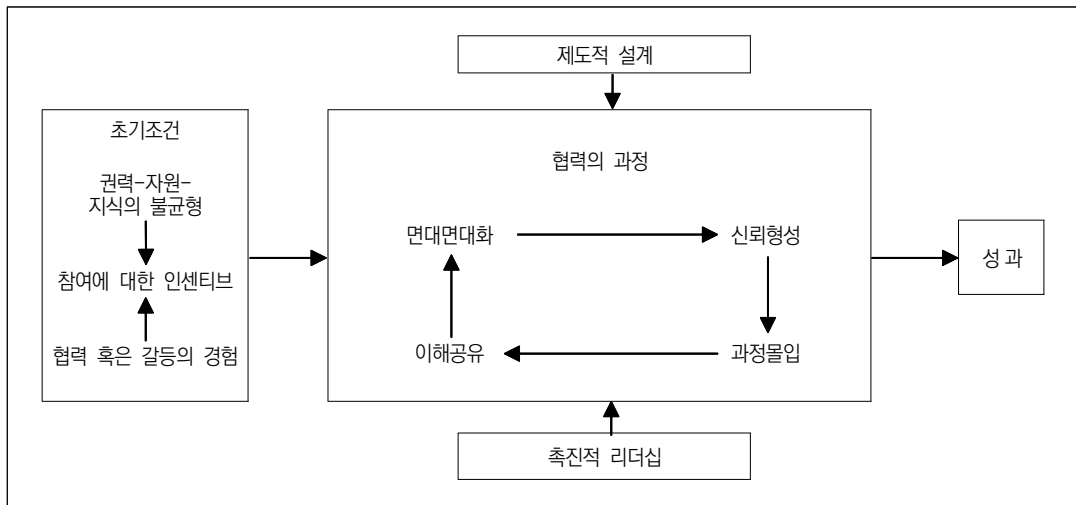 제도적 설계
초기조건
권력-자원-
지식의 불균형
참여에 대한 인센티브
협력 혹은 갈등의 경험
협력의 과정
면대면대화
신뢰형성
이해공유
과정몰입
성과
촉진적 리더십